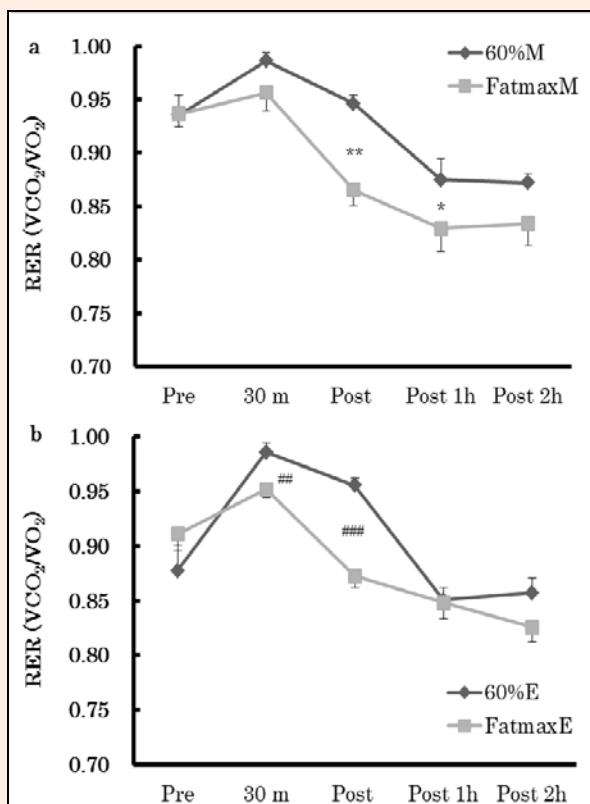 a
1.00
0.95
0.90
0.85
0.80
0.75
0.70
RER (VCO₂/VO₂)
60%M
FatmaxM
**
*
Pre 30 m Post Post 1h Post 2h
b
1.00
0.95
0.90
0.85
0.80
0.75
0.70
RER (VCO₂/VO₂)
##
###
60%E
FatmaxE
Pre 30 m Post Post 1h Post 2h